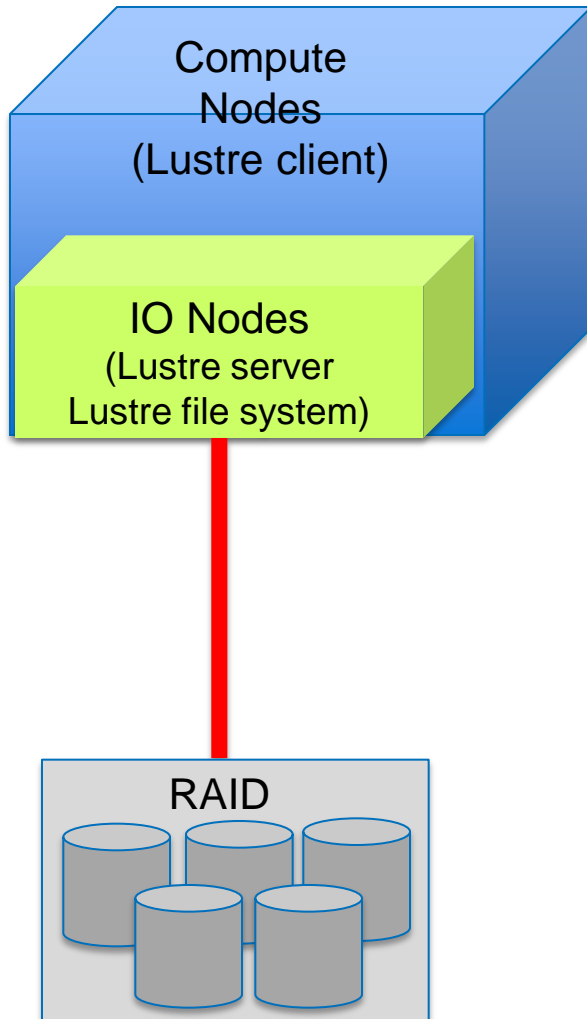 Compute
Nodes
(Lustre client)
IO Nodes
(Lustre server
Lustre file system)
RAID